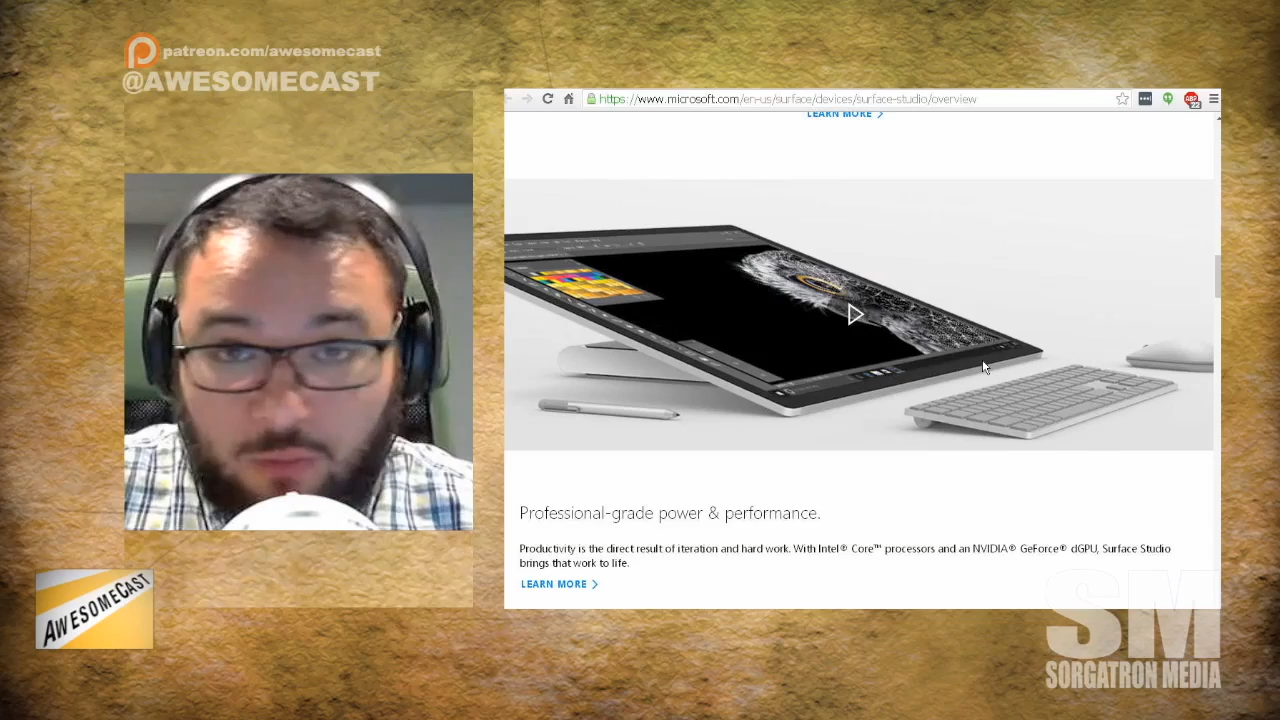 patreon.com/awesomecast
@AWESOMECAST
https://www.microsoft.com/en-us/surface/devices/surface-studio/overview
ABP
22
LEARN MORE >
Professional-grade power & performance.
Productivity is the direct result of iteration and hard work. With Intel® Core™ processors and an NVIDIA® GeForce® dGPU, Surface Studio
brings that work to life.
LEARN MORE >
AWESOMECAST
SM
SORGATRON MEDIA